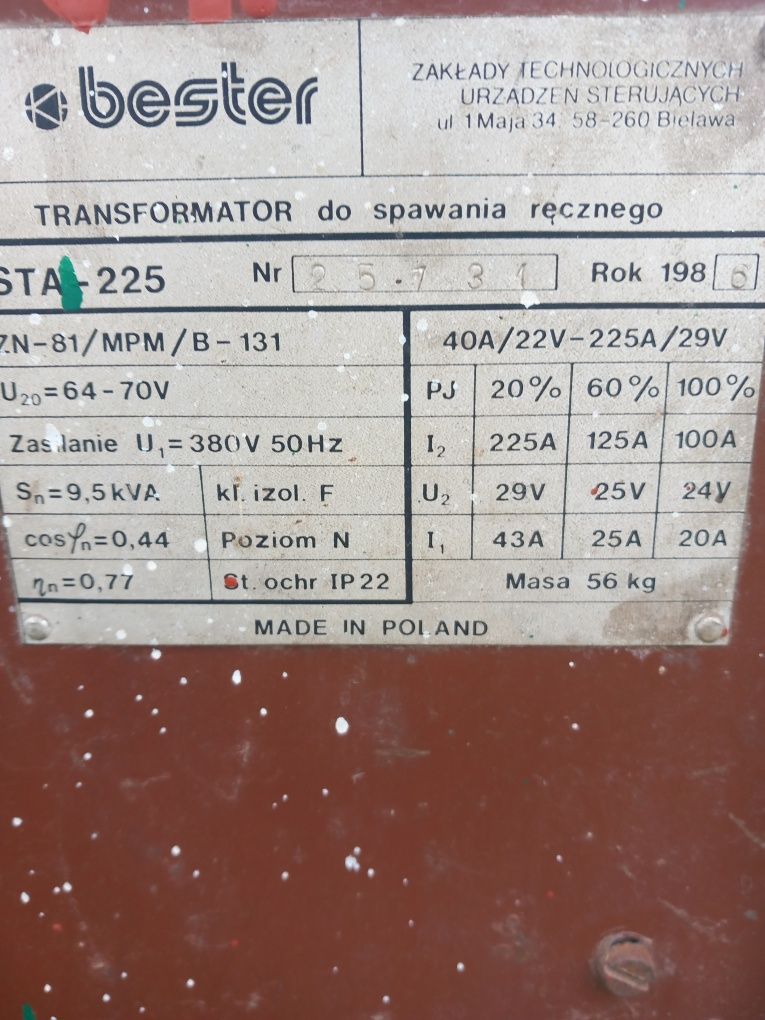 bester
ZAKŁADY TECHNOLOGICZNYCH
URZĄDZEŃ STERUJĄCYCH
ul. 1 Maja 34, 58-260 Bielawa
TRANSFORMATOR do spawania ręcznego
STA-225 Nr 25.731 Rok 1986
ZN-81/MPM/B-131
U₂₀=64-70V
Zasilanie U₁=380V 50Hz
Sₙ=9,5kVA kl. izol. F
cosφₙ=0,44 Poziom N
ηₙ=0,77 St. ochr IP22
40A/22V-225A/29V
PJ 20% 60% 100%
I₂ 225A 125A 100A
U₂ 29V 25V 24V
I₁ 43A 25A 20A
Masa 56 kg
MADE IN POLAND